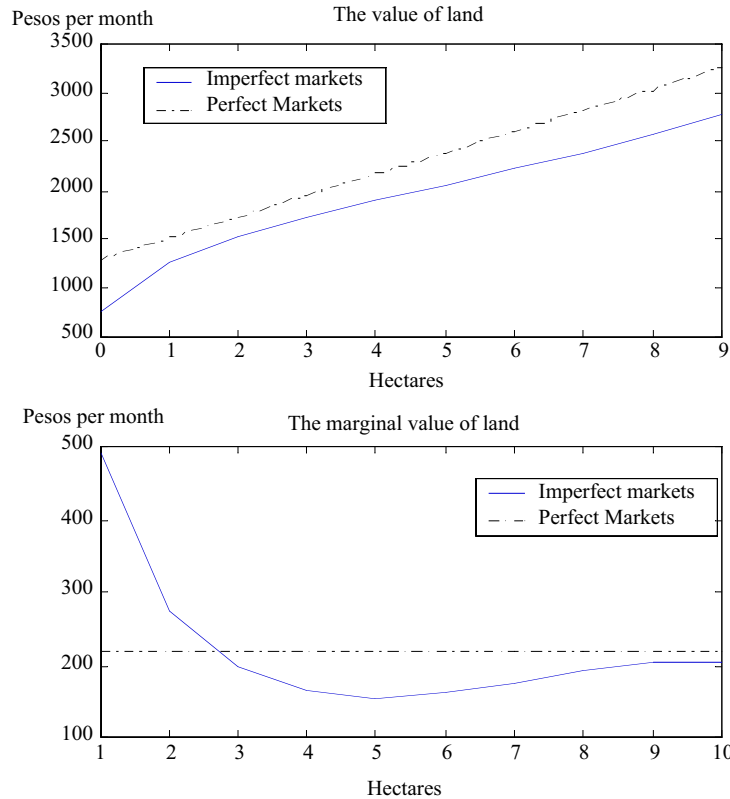 Pesos per month
The value of land
3500
3000
2500
2000
1500
1000
500
Imperfect markets
Perfect Markets
0 1 2 3 4 5 6 7 8 9
Hectares
Pesos per month
The marginal value of land
500
400
300
200
100
Imperfect markets
Perfect Markets
1 2 3 4 5 6 7 8 9 10
Hectares